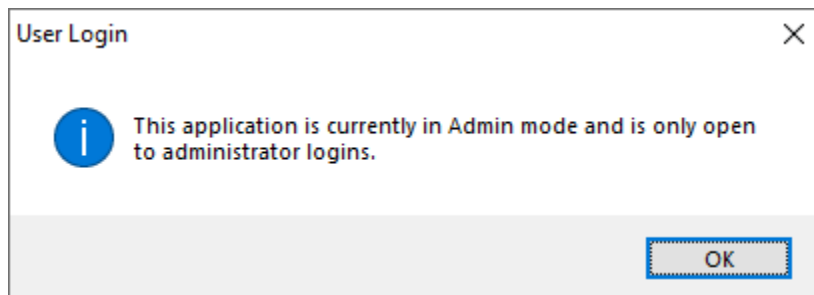 User Login
This application is currently in Admin mode and is only open
to administrator logins.
OK